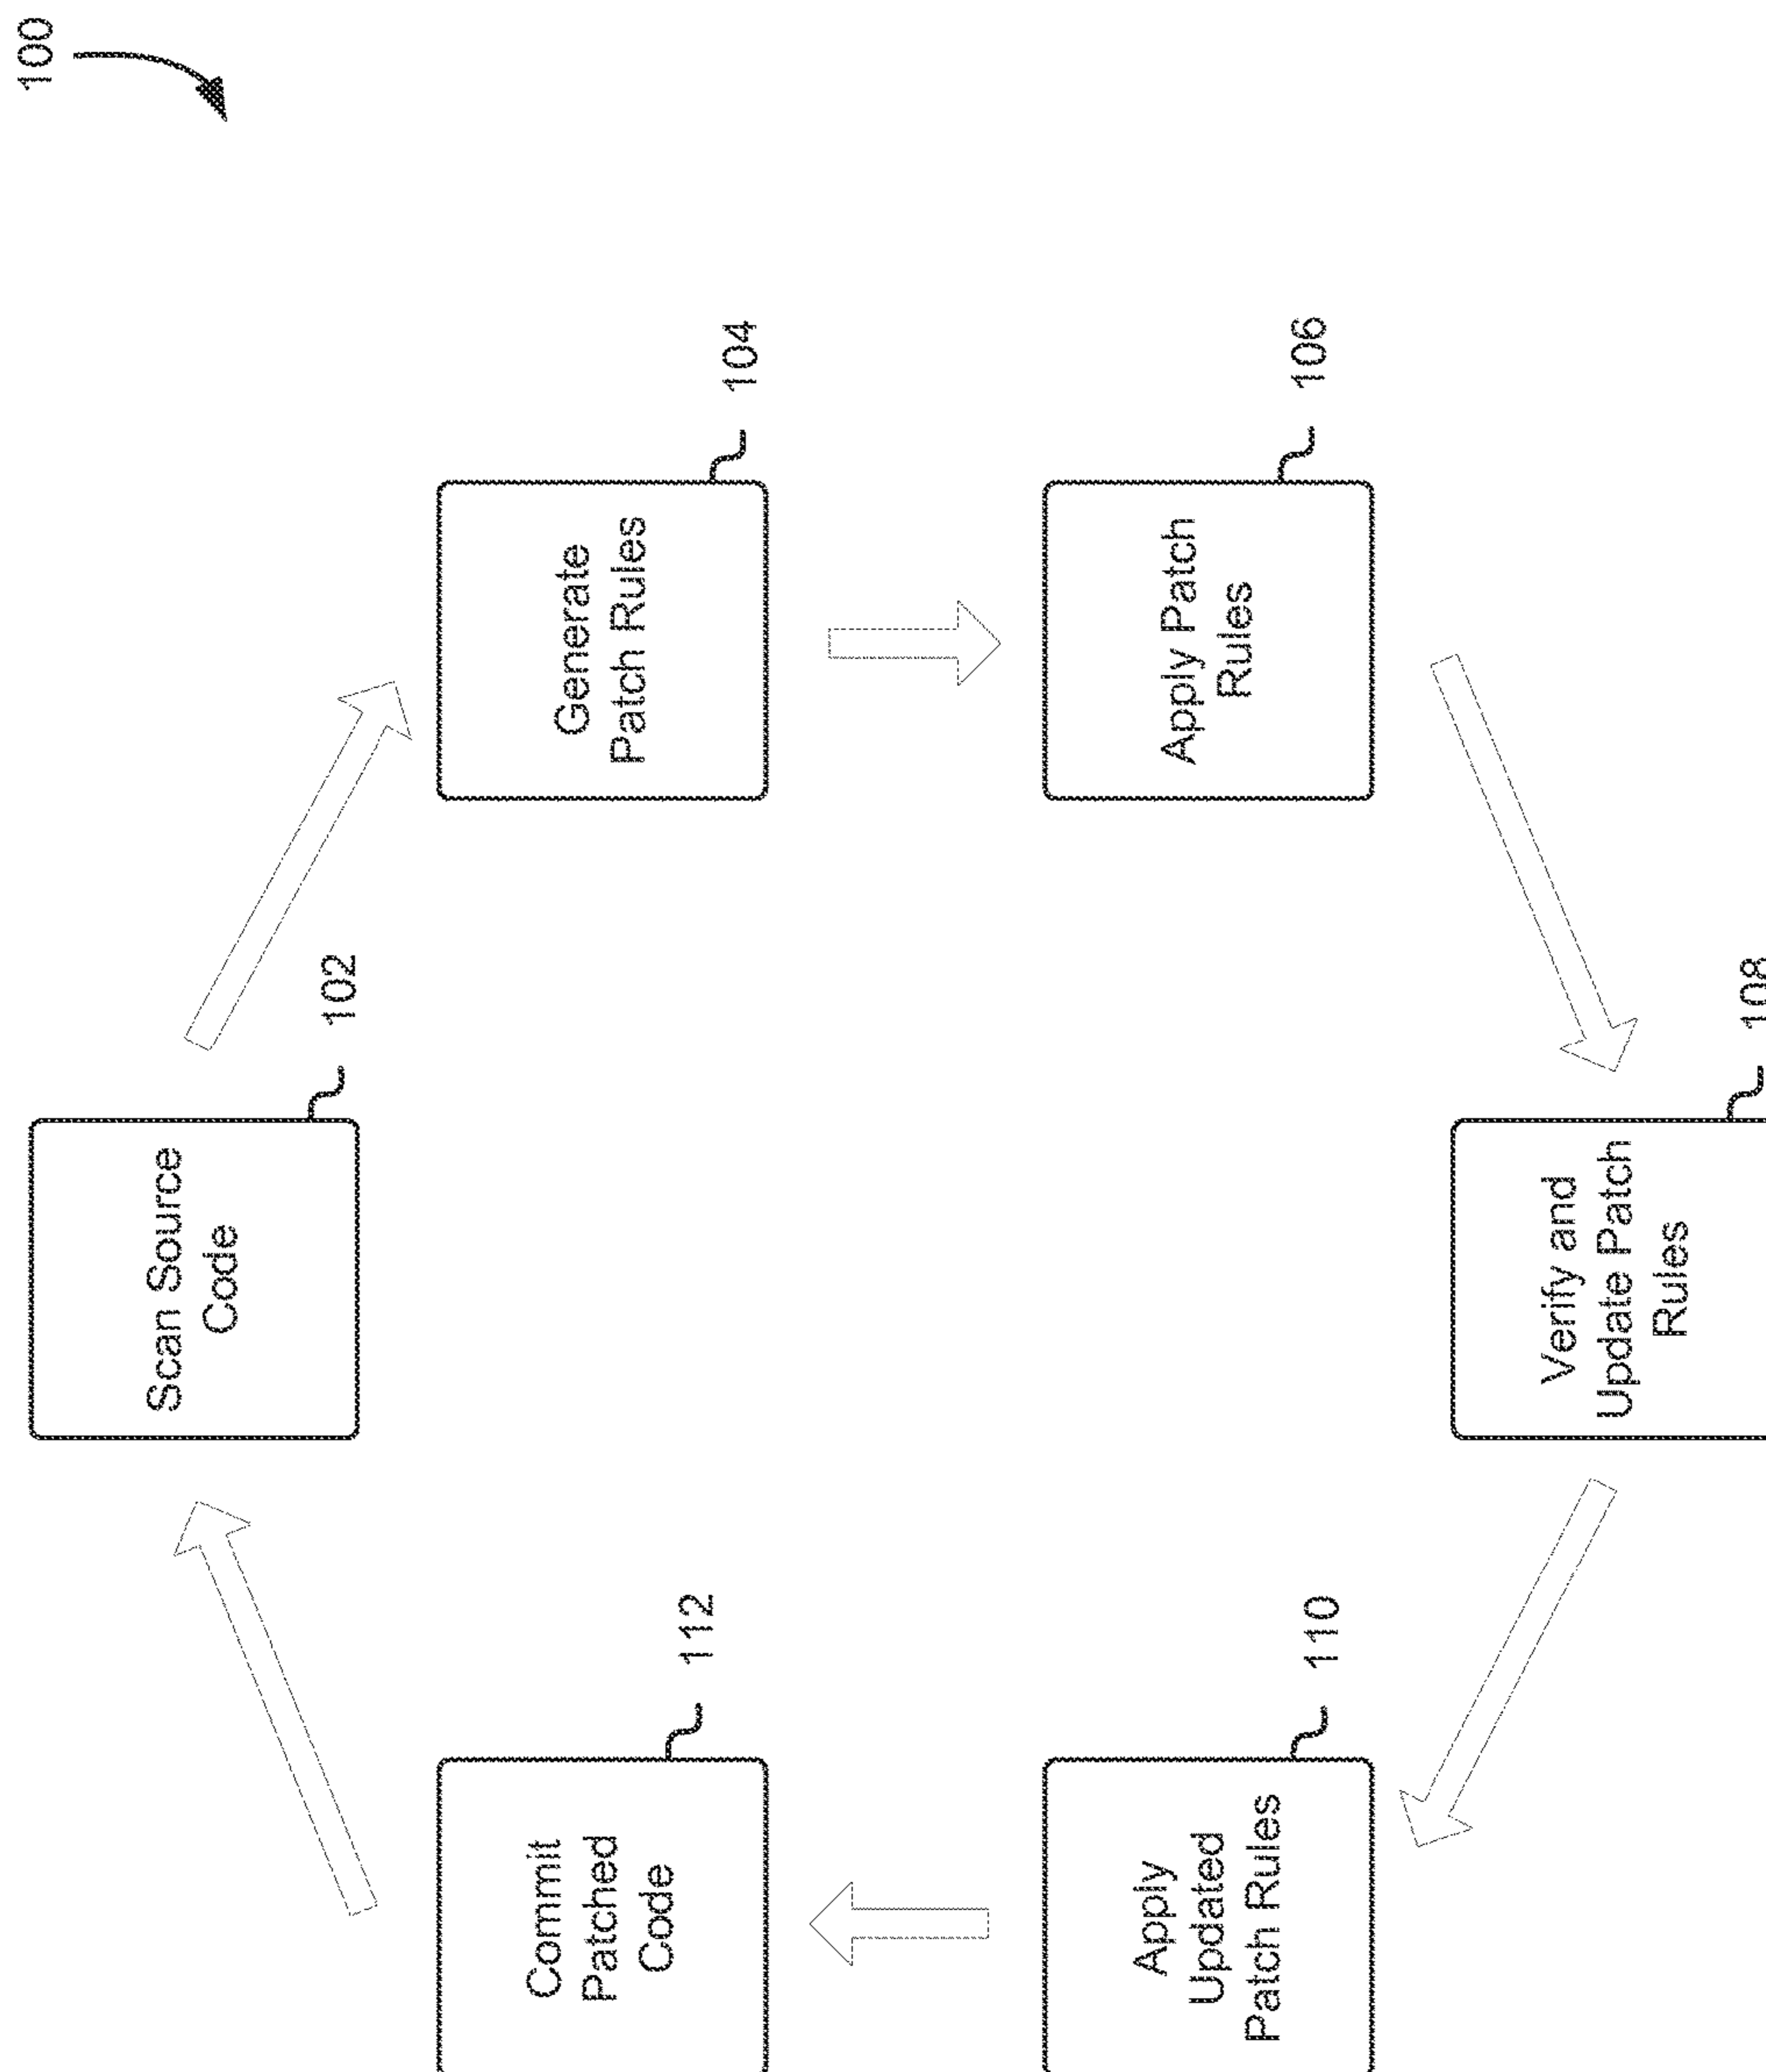 100
Scan Source
Code
102
Generate
Patch Rules
104
Apply Patch
Rules
106
Verify and
Update Patch
Rules
108
Apply
Updated
Patch Rules
110
Commit
Patched
Code
112